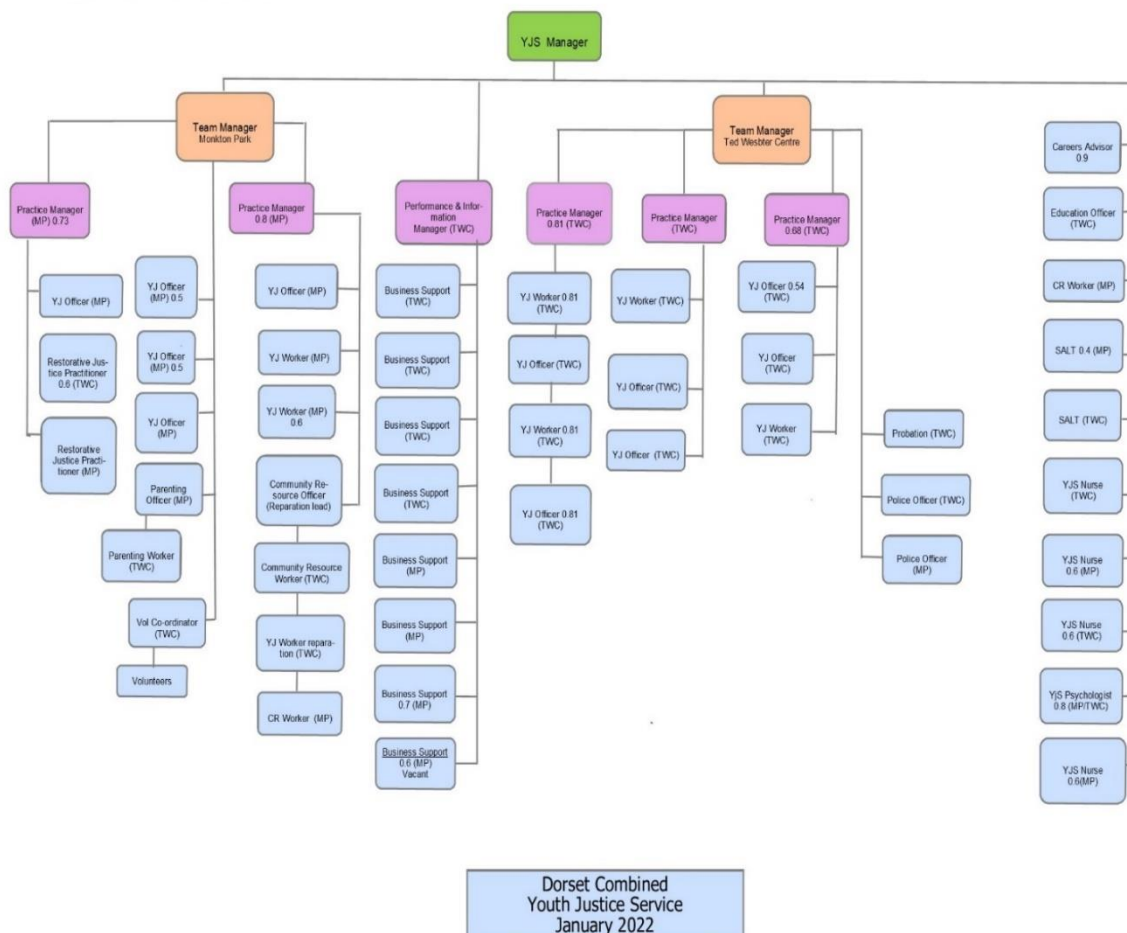 YJS Manager
Team Manager
Monkton Park
Team Manager
Ted Wesbter Centre
Practice Manager
(MP) 0.73
YJ Officer (MP)
Restorative Jus-
tice Practitioner
0.6 (TWC)
Restorative
Justice Practi-
tioner (MP)
YJ Officer
(MP) 0.5
YJ Officer
(MP) 0.5
YJ Officer
(MP)
Parenting
Officer (MP)
Parenting Worker
(TWC)
Vol Co-ordinator
(TWC)
Volunteers
Practice Manager
0.8 (MP)
YJ Officer (MP)
YJ Worker (MP)
YJ Worker (MP)
0.6
Community Re-
source Officer
(Reparation lead)
Community Resource
Worker (TWC)
YJ Worker repara-
tion (TWC)
CR Worker (MP)
Performance & Infor-
mation
Manager (TWC)
Business Support
(TWC)
Business Support
(TWC)
Business Support
(TWC)
Business Support
(TWC)
Business Support
(MP)
Business Support
(MP)
Business Support
0.7 (MP)
Business Support
0.6 (MP)
Vacant
Practice Manager
0.81 (TWC)
YJ Worker 0.81
(TWC)
YJ Officer (TWC)
YJ Worker 0.81
(TWC)
YJ Officer 0.81
(TWC)
Practice Manager
(TWC)
YJ Worker (TWC)
YJ Officer (TWC)
YJ Officer (TWC)
Practice Manager
0.68 (TWC)
YJ Officer 0.54
(TWC)
YJ Officer
(TWC)
YJ Worker
(TWC)
Probation (TWC)
Police Officer (TWC)
Police Officer
(MP)
Careers Advisor
0.9
Education Officer
(TWC)
CR Worker (MP)
SALT 0.4 (MP)
SALT (TWC)
YJS Nurse
(TWC)
YJS Nurse
0.6 (MP)
YJS Nurse
0.6 (TWC)
YjS Psychologist
0.8 (MP/TWC)
YJS Nurse
0.6(MP)
Dorset Combined
Youth Justice Service
January 2022